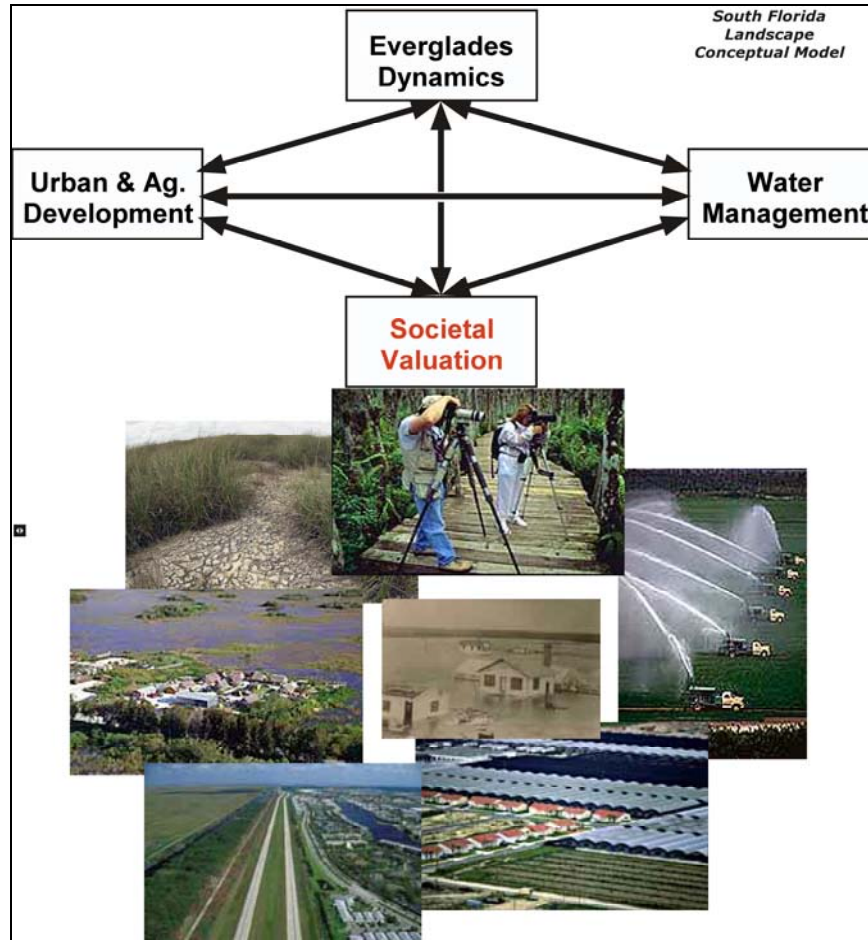 South Florida
Landscape
Conceptual Model
Everglades
Dynamics
Urban & Ag.
Development
Water
Management
Societal
Valuation